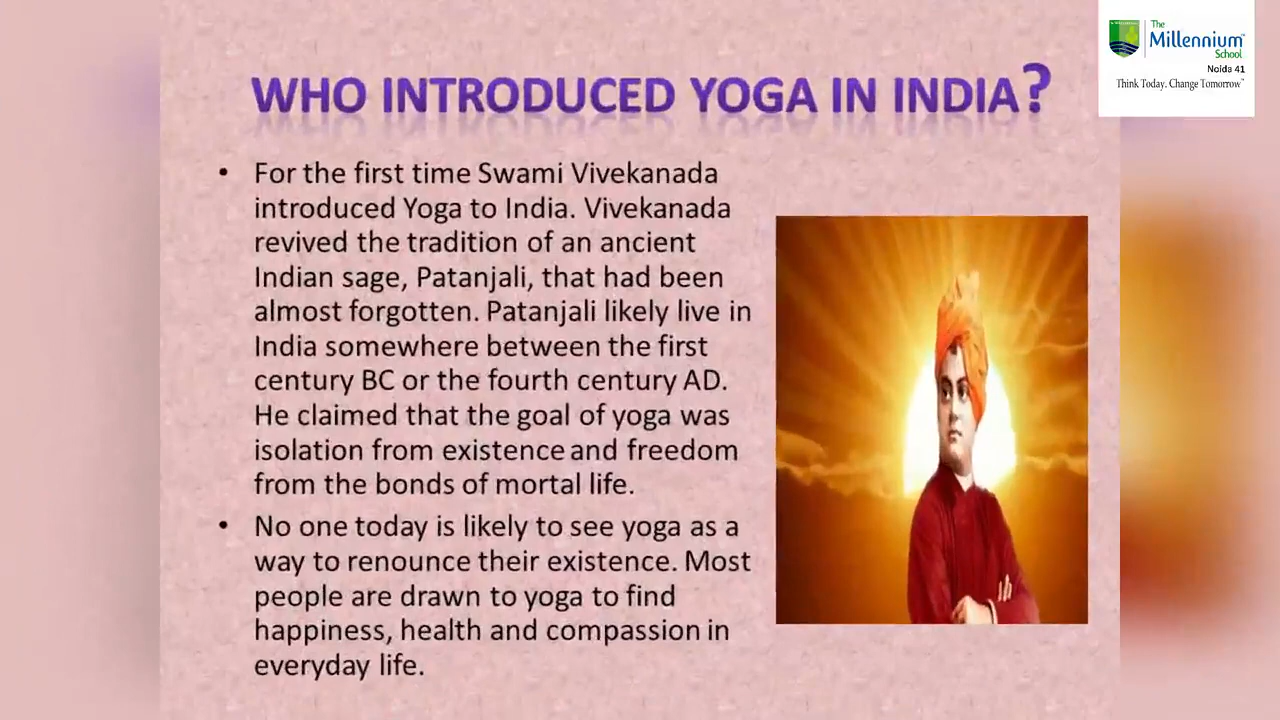 The
Millennium™
School
Noida 41
Think Today. Change Tomorrow™
WHO INTRODUCED YOGA IN INDIA?
• For the first time Swami Vivekanada
introduced Yoga to India. Vivekanada
revived the tradition of an ancient
Indian sage, Patanjali, that had been
almost forgotten. Patanjali likely live in
India somewhere between the first
century BC or the fourth century AD.
He claimed that the goal of yoga was
isolation from existence and freedom
from the bonds of mortal life.
• No one today is likely to see yoga as a
way to renounce their existence. Most
people are drawn to yoga to find
happiness, health and compassion in
everyday life.